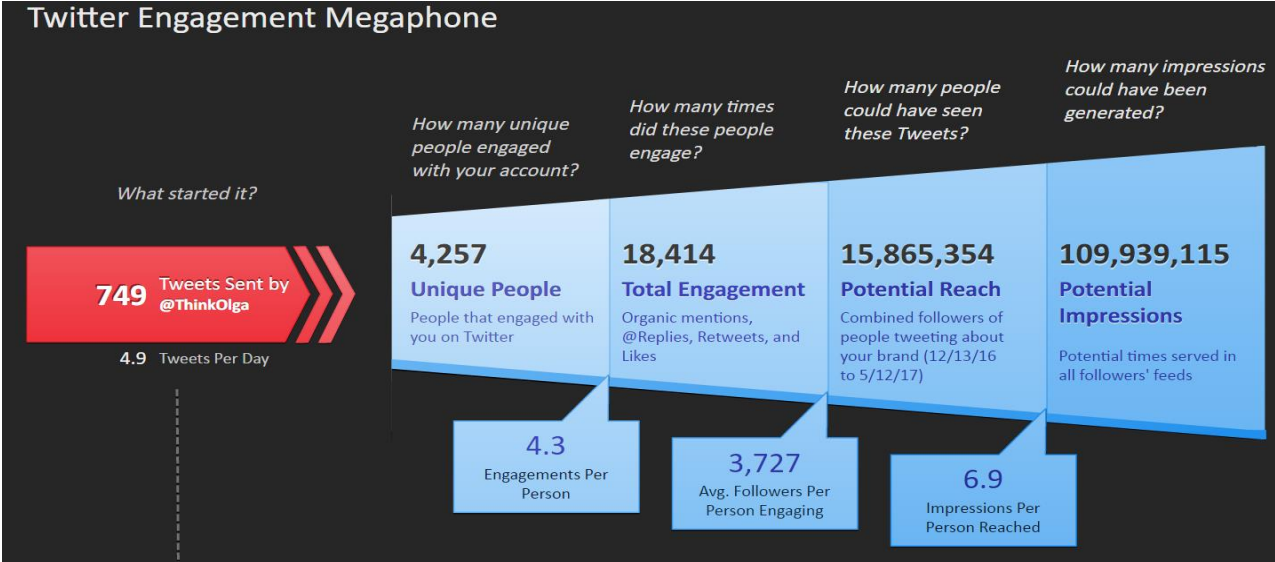 Twitter Engagement Megaphone
What started it?
749 Tweets Sent by
@ThinkOlga
4.9 Tweets Per Day
How many unique
people engaged
with your account?
4,257
Unique People
People that engaged with
you on Twitter
4.3
Engagements Per
Person
How many times
did these people
engage?
18,414
Total Engagement
Organic mentions,
@Replies, Retweets, and
Likes
3,727
Avg. Followers Per
Person Engaging
How many people
could have seen
these Tweets?
15,865,354
Potential Reach
Combined followers of
people tweeting about
your brand (12/13/16
to 5/12/17)
6.9
Impressions Per
Person Reached
How many impressions
could have been
generated?
109,939,115
Potential
Impressions
Potential times served in
all followers' feeds